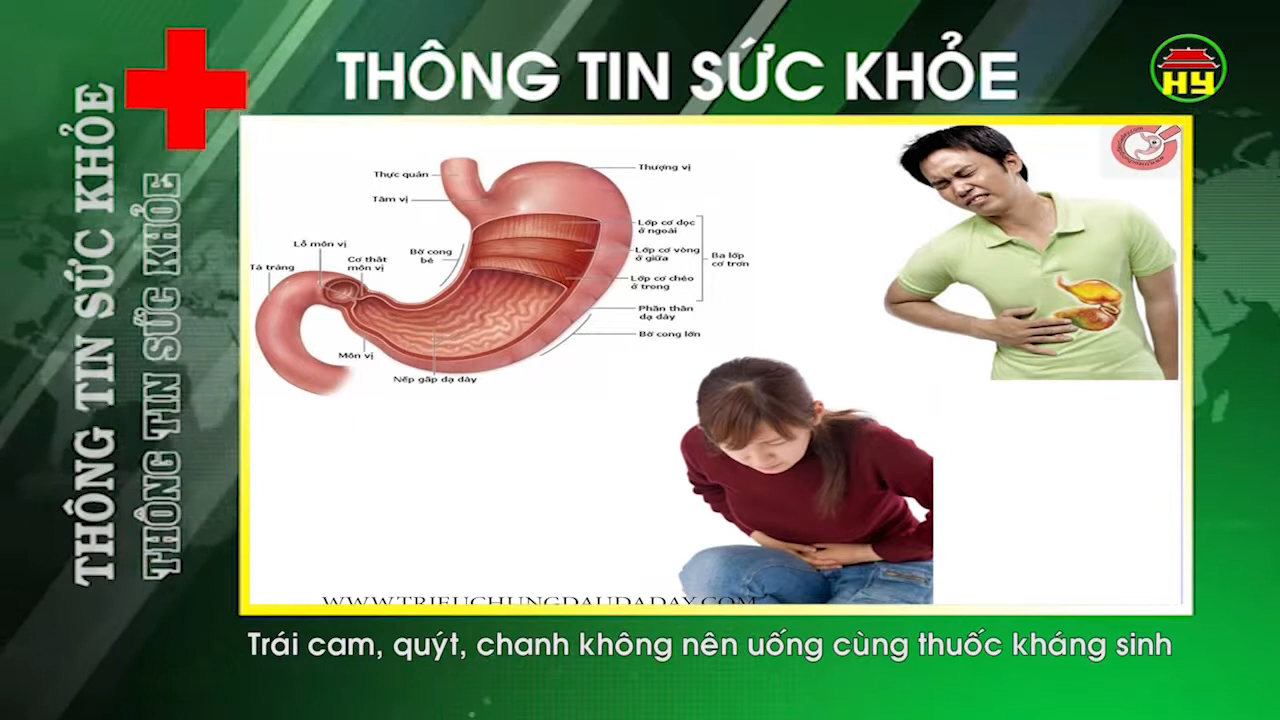 THÔNG TIN SỨC KHỎE
HY
THÔNG TIN SỨC KHỎE
THÔNG TIN SỨC KHỎE
Thực quản
Tâm vị
Thượng vị
Lỗ môn vị
Tá tràng
Cơ thắt
môn vị
Bờ cong
bé
Lớp cơ dọc
ở ngoài
Lớp cơ vòng
ở giữa
Lớp cơ chéo
ở trong
Ba lớp
cơ trơn
Phần thân
dạ dày
Bờ cong lớn
Môn vị
Nếp gấp dạ dày
WWW.TRIEUCHUNGDAUDADAY.COM
Trái cam, quýt, chanh không nên uống cùng thuốc kháng sinh